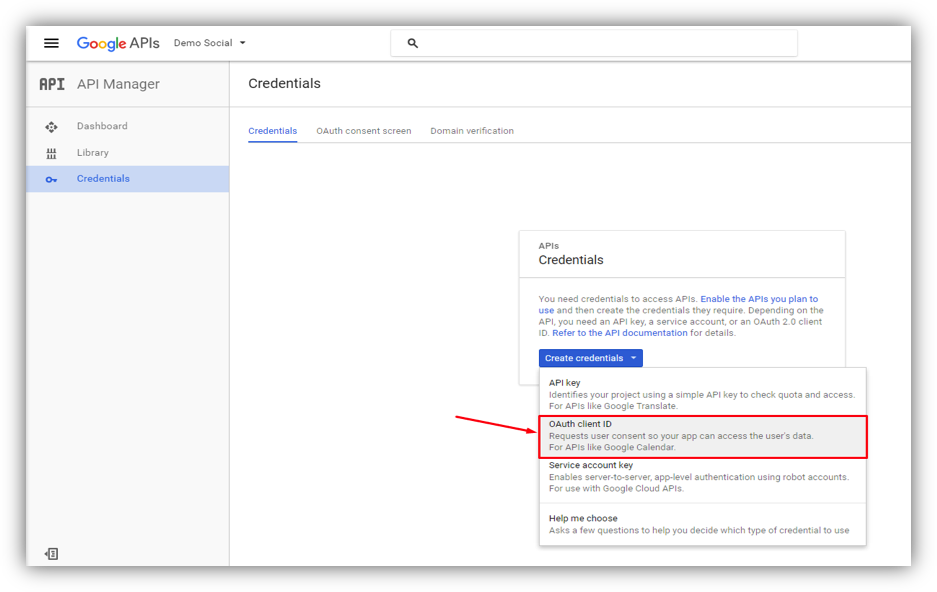 Google APIs Demo Social
API API Manager
Credentials
Dashboard
Library
Credentials
Credentials OAuth consent screen Domain verification
APIs
Credentials
You need credentials to access APIs. Enable the APIs you plan to
use and then create the credentials they require. Depending on the
API, you need an API key, a service account, or an OAuth 2.0 client
ID. Refer to the API documentation for details.
Create credentials
API key
Identifies your project using a simple API key to check quota and access.
For APIs like Google Translate.
OAuth client ID
Requests user consent so your app can access the user's data.
For APIs like Google Calendar.
Service account key
Enables server-to-server, app-level authentication using robot accounts.
For use with Google Cloud APIs.
Help me choose
Asks a few questions to help you decide which type of credential to use